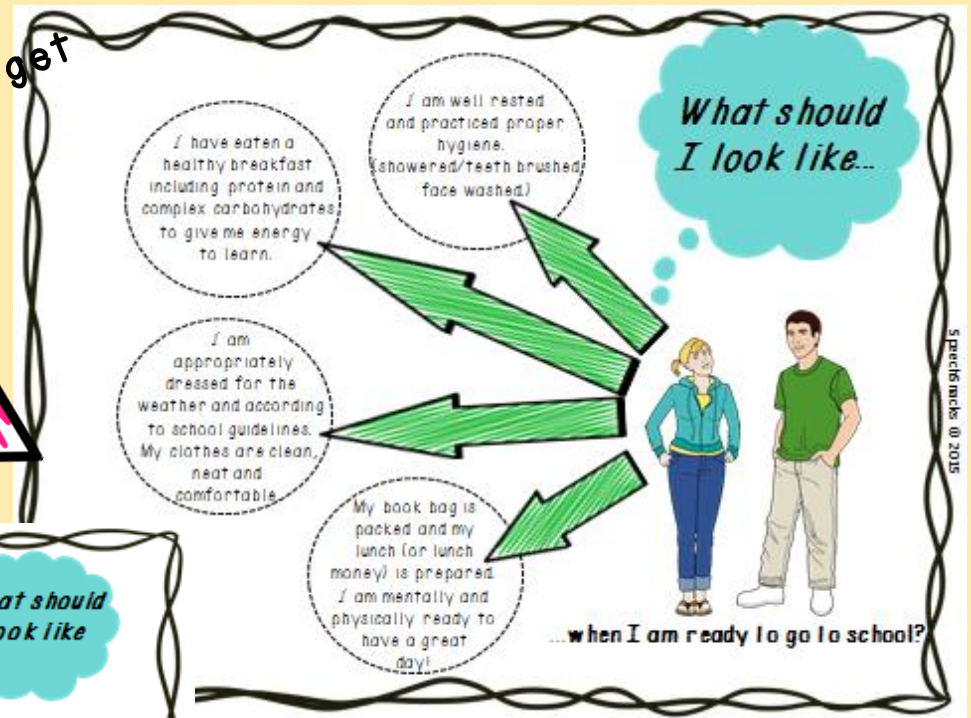 get
What should
I look like...
I am well rested
and practiced proper
hygiene.
(showered/teeth brushed
face washed.)
I have eaten a
healthy breakfast
including protein and
complex carbohydrates
to give me energy
to learn.
I am
appropriately
dressed for the
weather and according
to school guidelines.
My clothes are clean,
neat and
comfortable.
My book bag is
packed and my
lunch (or lunch
money) is prepared.
I am mentally and
physically ready to
have a great
day!
...when I am ready to go to school?
SpeechSnacks © 2015
at should
ook like